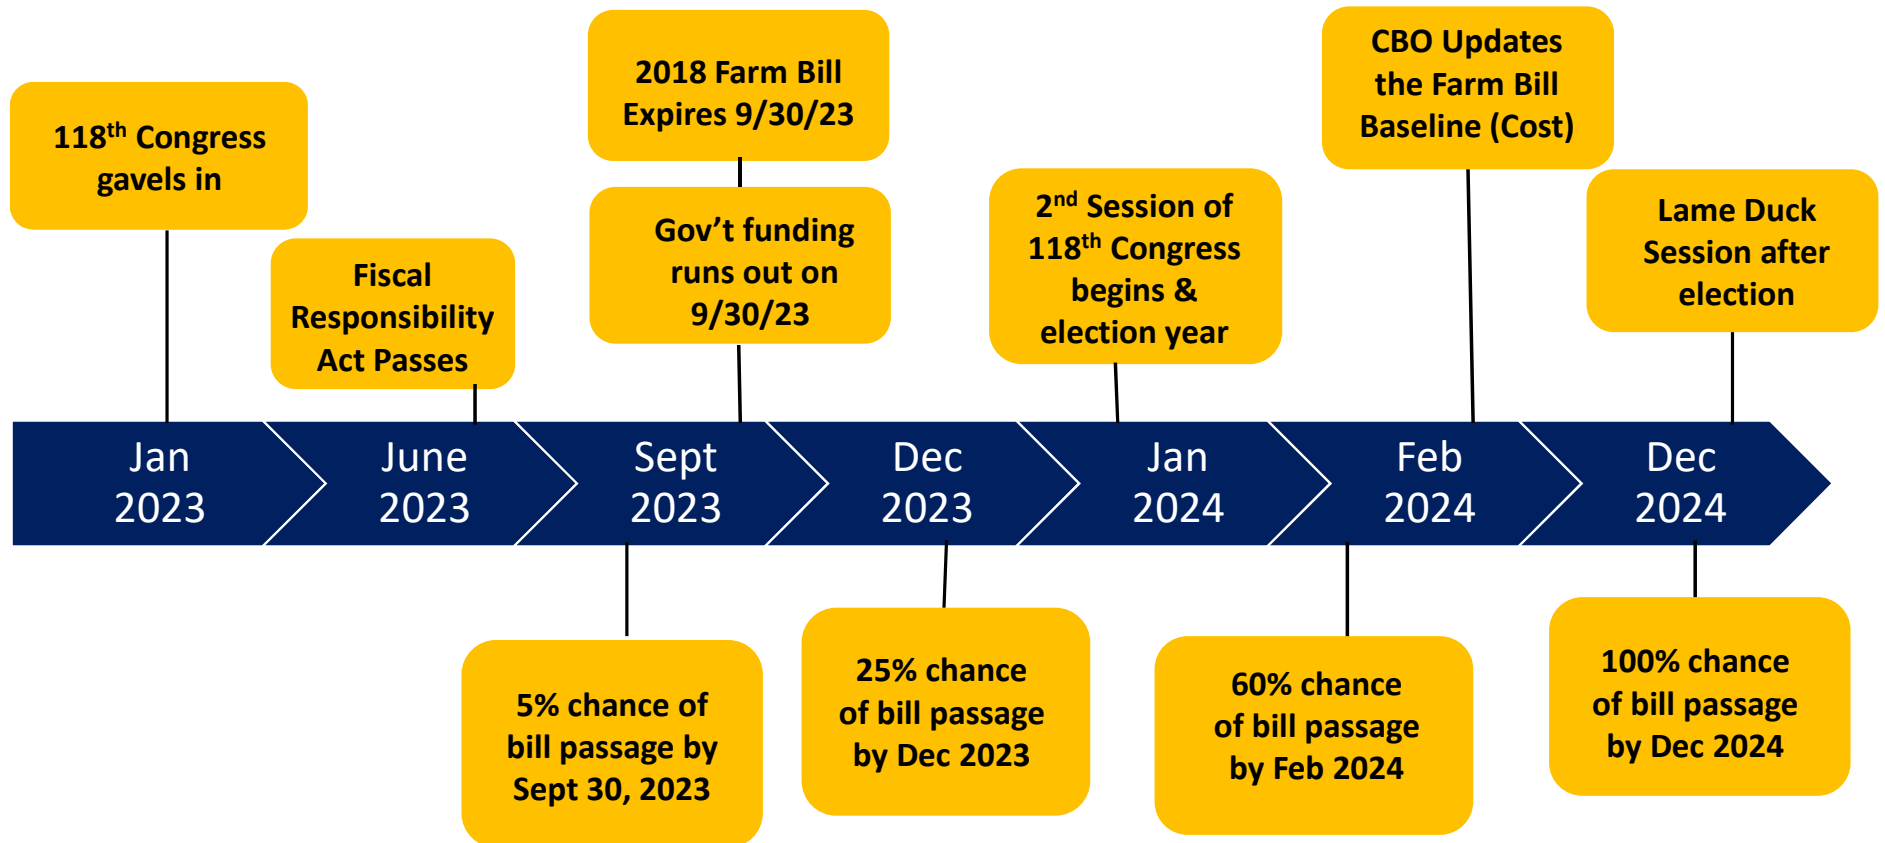 118th Congress
gavels in
Fiscal
Responsibility
Act Passes
2018 Farm Bill
Expires 9/30/23
Gov’t funding
runs out on
9/30/23
2nd Session of
118th Congress
begins &
election year
CBO Updates
the Farm Bill
Baseline (Cost)
Lame Duck
Session after
election
Jan
2023
June
2023
Sept
2023
Dec
2023
Jan
2024
Feb
2024
Dec
2024
5% chance of
bill passage by
Sept 30, 2023
25% chance
of bill passage
by Dec 2023
60% chance
of bill passage
by Feb 2024
100% chance
of bill passage
by Dec 2024